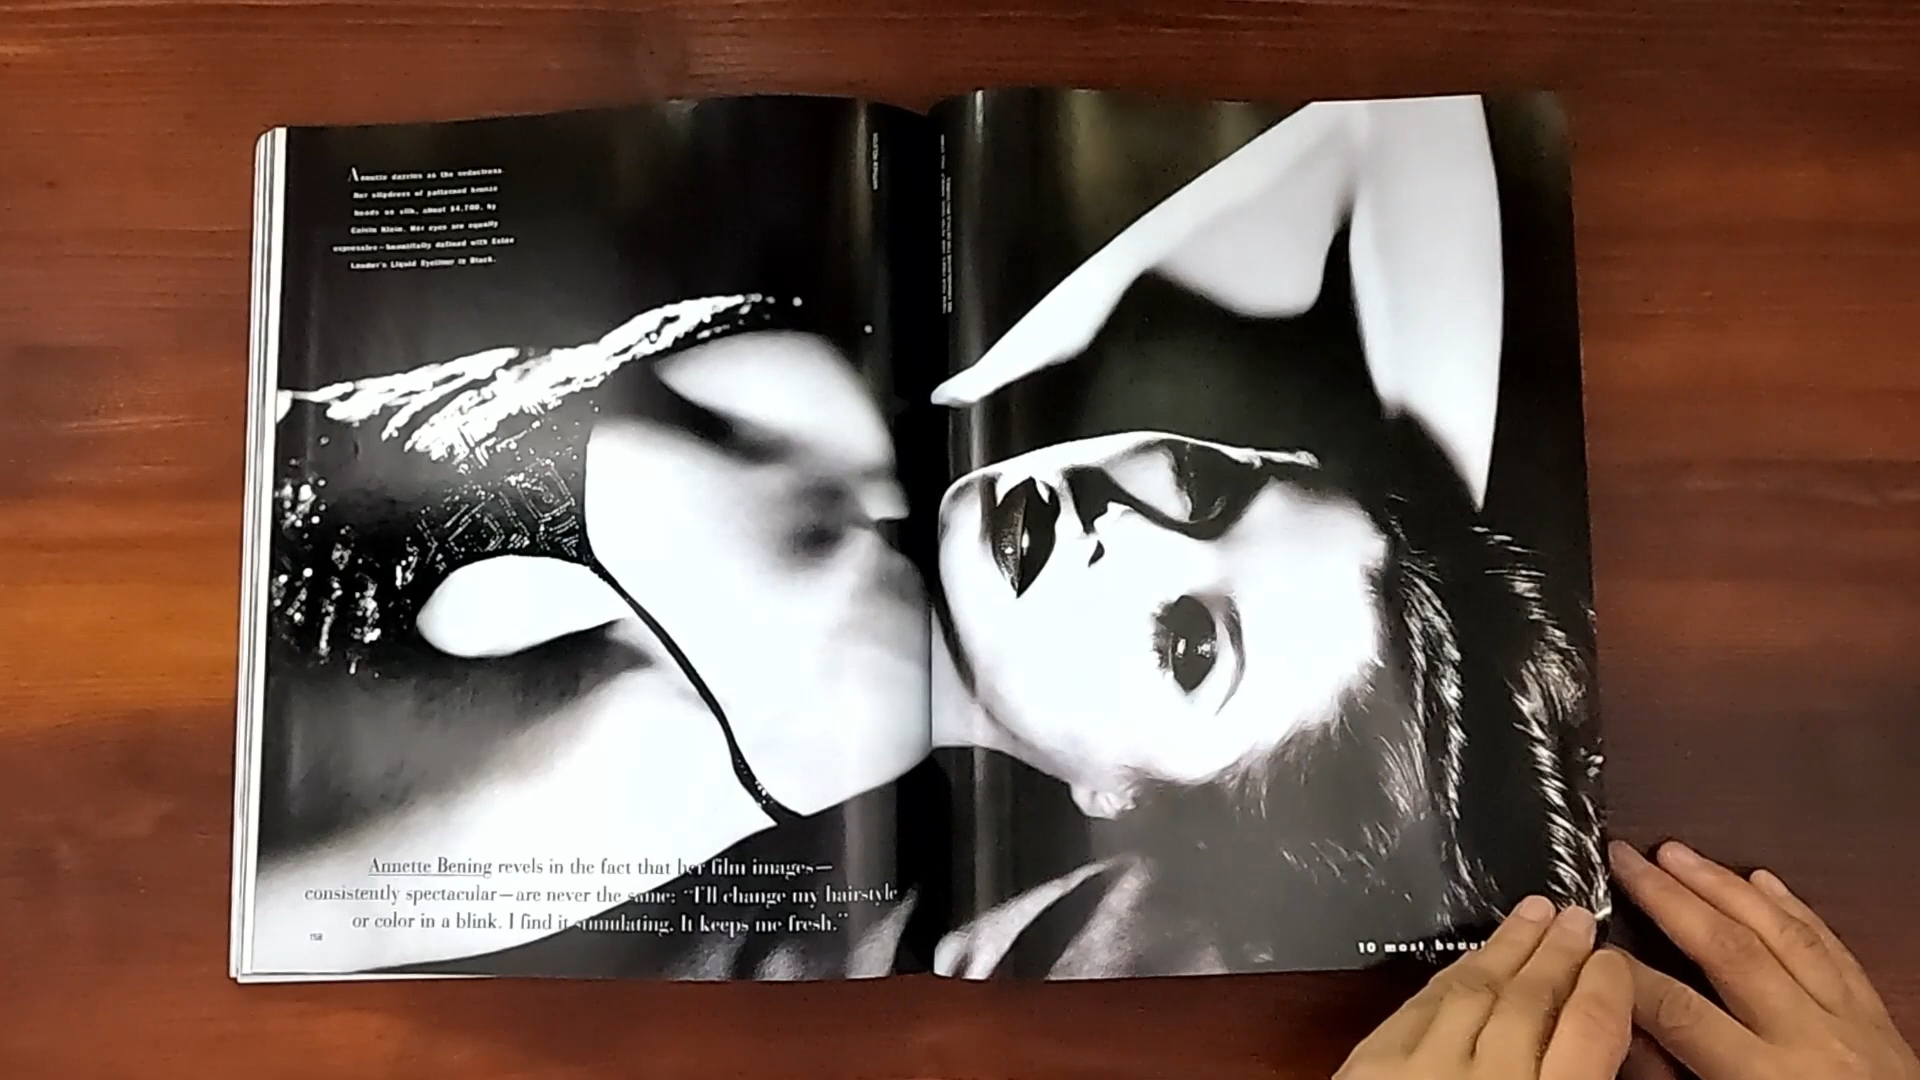 Annette dazzles as the seductress.
Her slipdress of patterned bronze
beads on silk, about $4,700, by
Calvin Klein. Her eyes are equally
expressive—beautifully defined with Estée
Lauder's Liquid Eyeliner in Black.
Annette Bening revels in the fact that her film images—
consistently spectacular—are never the same: “I'll change my hairstyle
or color in a blink. I find it stimulating. It keeps me fresh.”
158
10 most